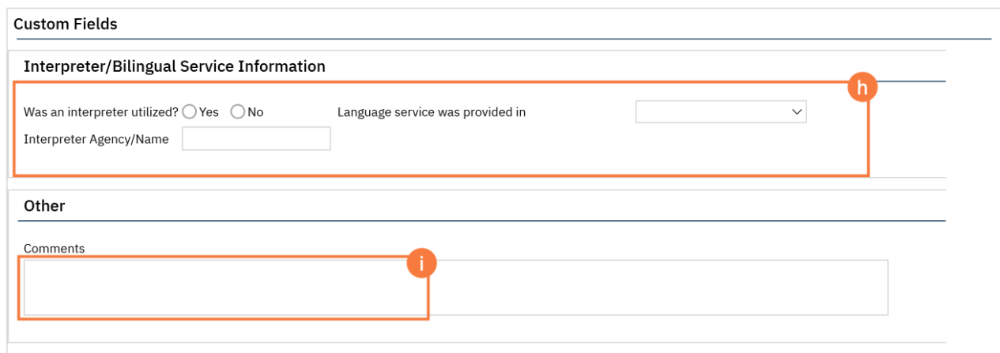 Custom Fields
Interpreter/Bilingual Service Information
h
Was an interpreter utilized? Yes No Language service was provided in
Interpreter Agency/Name
Other
Comments
i